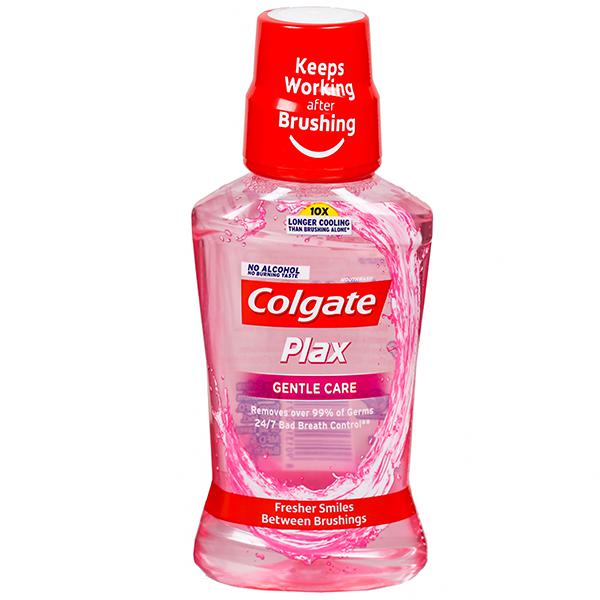 Keeps
Working
after
Brushing
10X
LONGER COOLING
THAN BRUSHING ALONE*
NO ALCOHOL
NO BURNING TASTE
MOUTHWASH
Colgate
Plax
GENTLE CARE
Removes over 99% of Germs
24/7 Bad Breath Control**
Fresher Smiles
Between Brushings